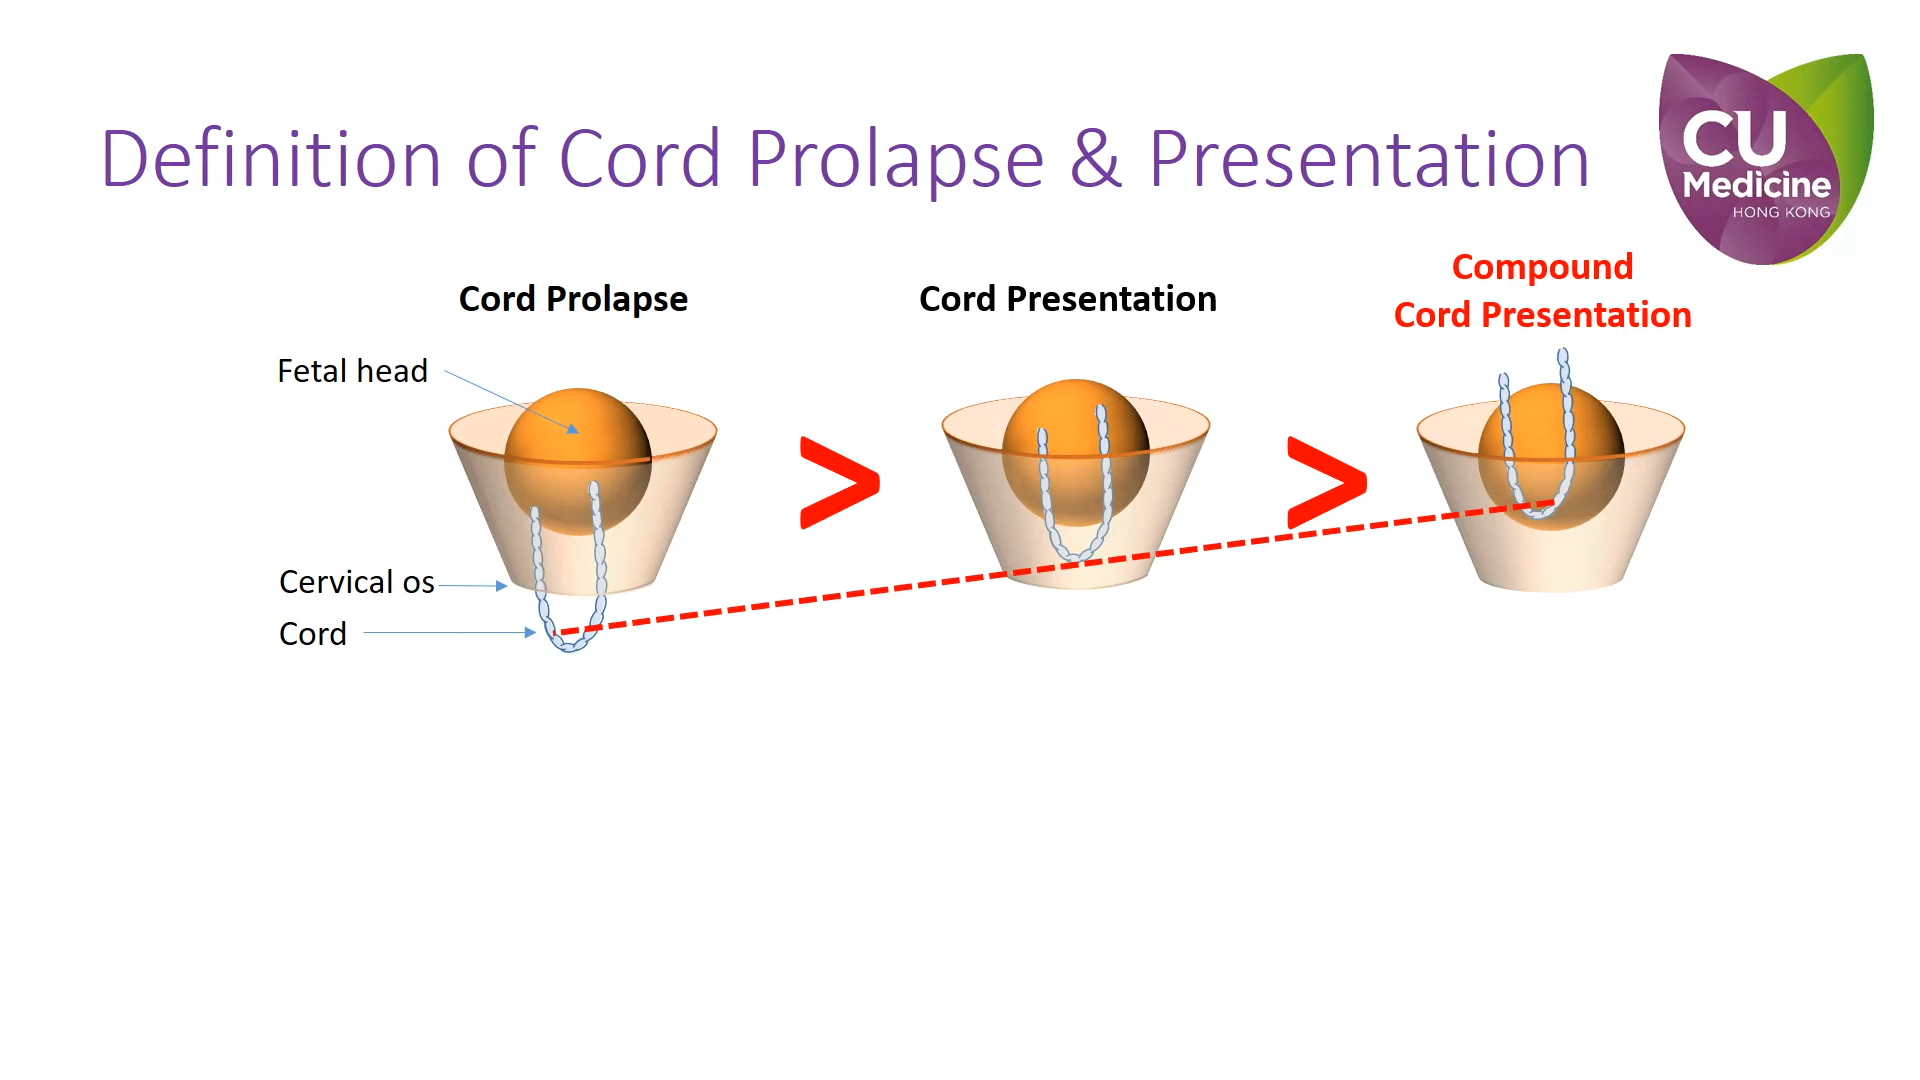 Definition of Cord Prolapse & Presentation
CU
Medicine
HONG KONG
Cord Prolapse
Cord Presentation
Compound
Cord Presentation
Fetal head
>
>
Cervical os
Cord